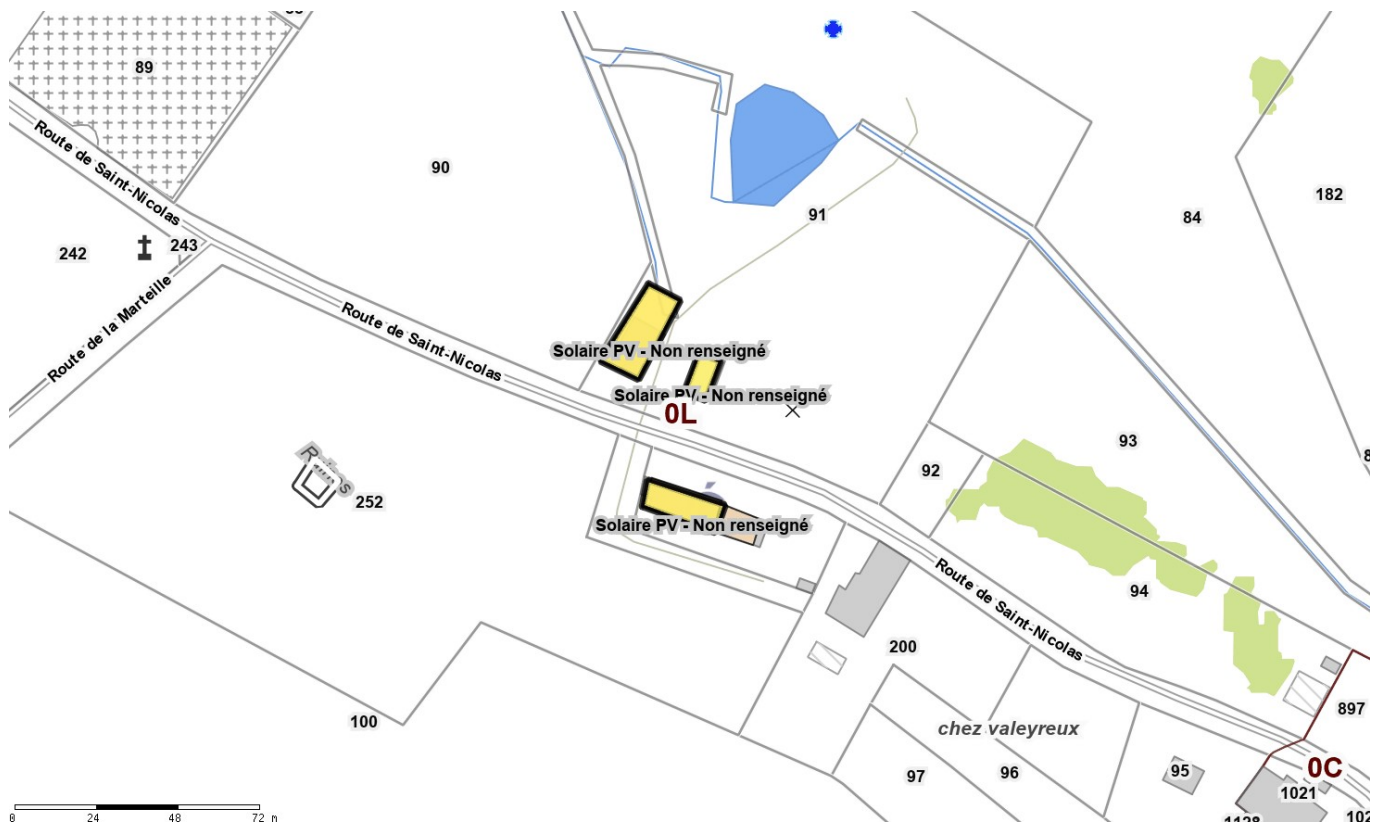 89
Route de Saint-Nicolas
90
91
84
182
242
243
Route de la Marteille
Route de Saint-Nicolas
Solaire PV - Non renseigné
Solaire PV - Non renseigné
0L
93
92
252
Solaire PV - Non renseigné
Route de Saint-Nicolas
94
200
897
100
chez valeyreux
97
96
95
0C
1021
0 24 48 72 m